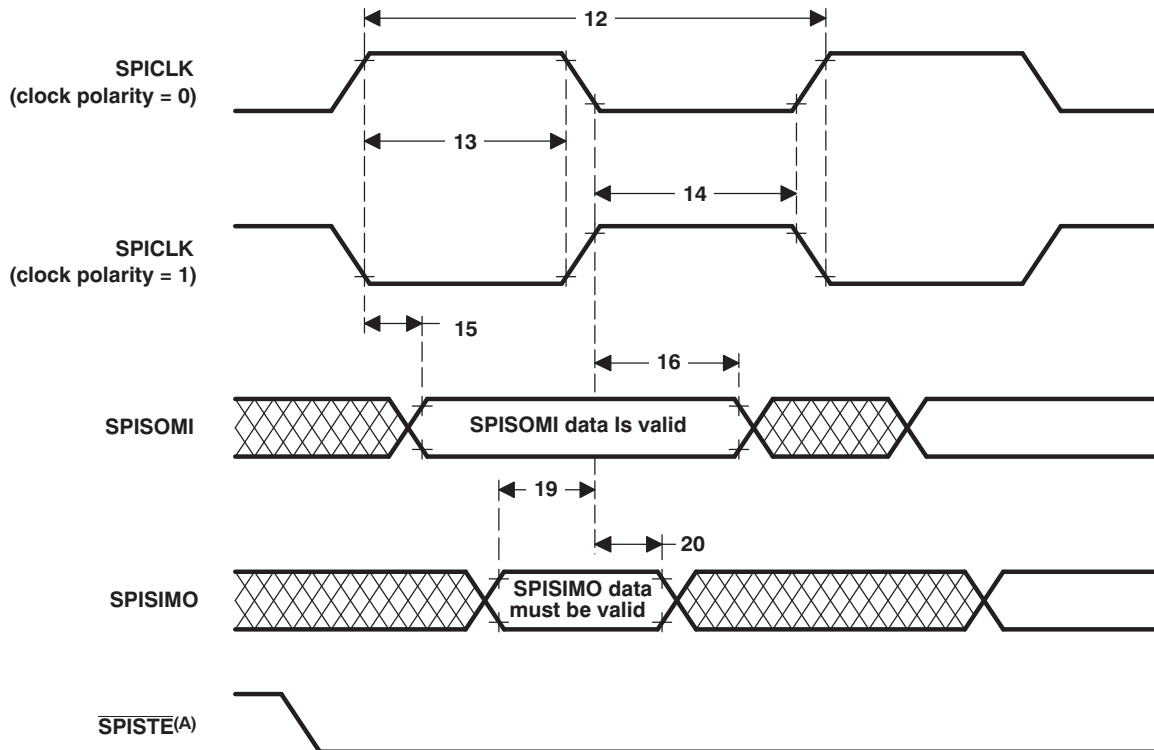 12
SPICLK
(clock polarity = 0)
13
14
SPICLK
(clock polarity = 1)
15
16
SPISOMI
SPISOMI data Is valid
19
20
SPISIMO
SPISIMO data
must be valid
SPISTE(A)